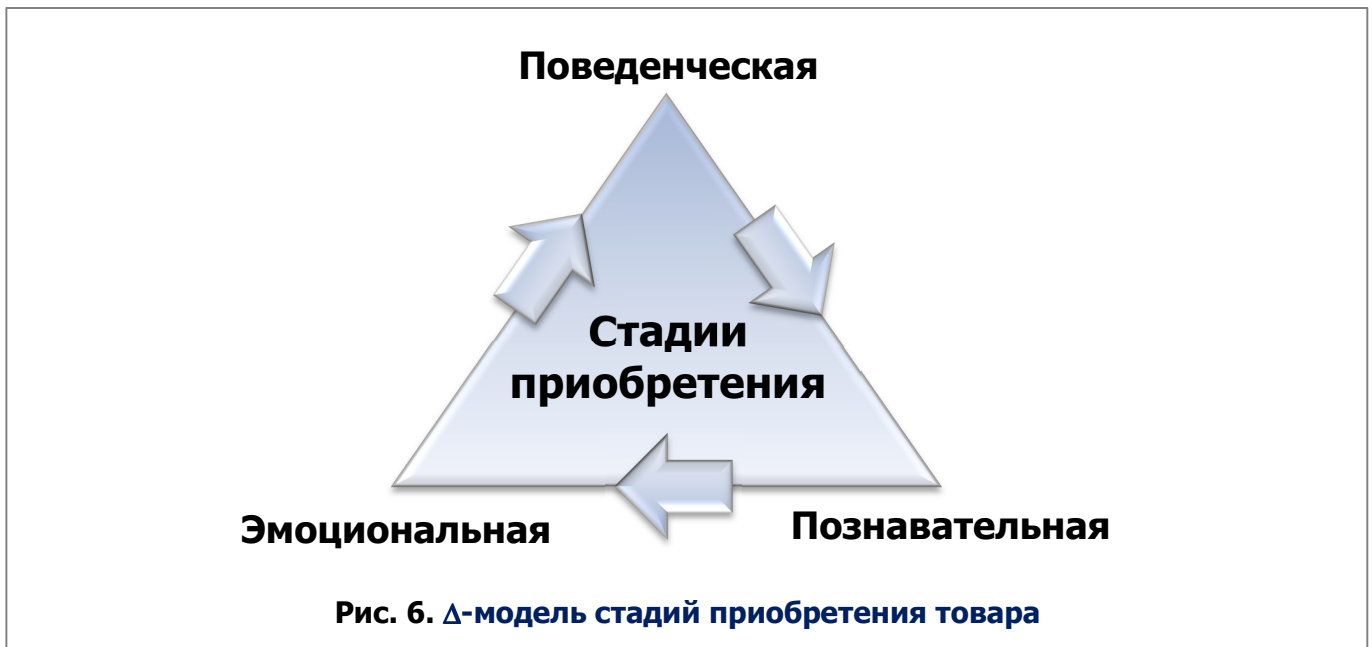 Поведенческая
Стадии
приобретения
Эмоциональная
Познавательная
Рис. 6. Δ-модель стадий приобретения товара